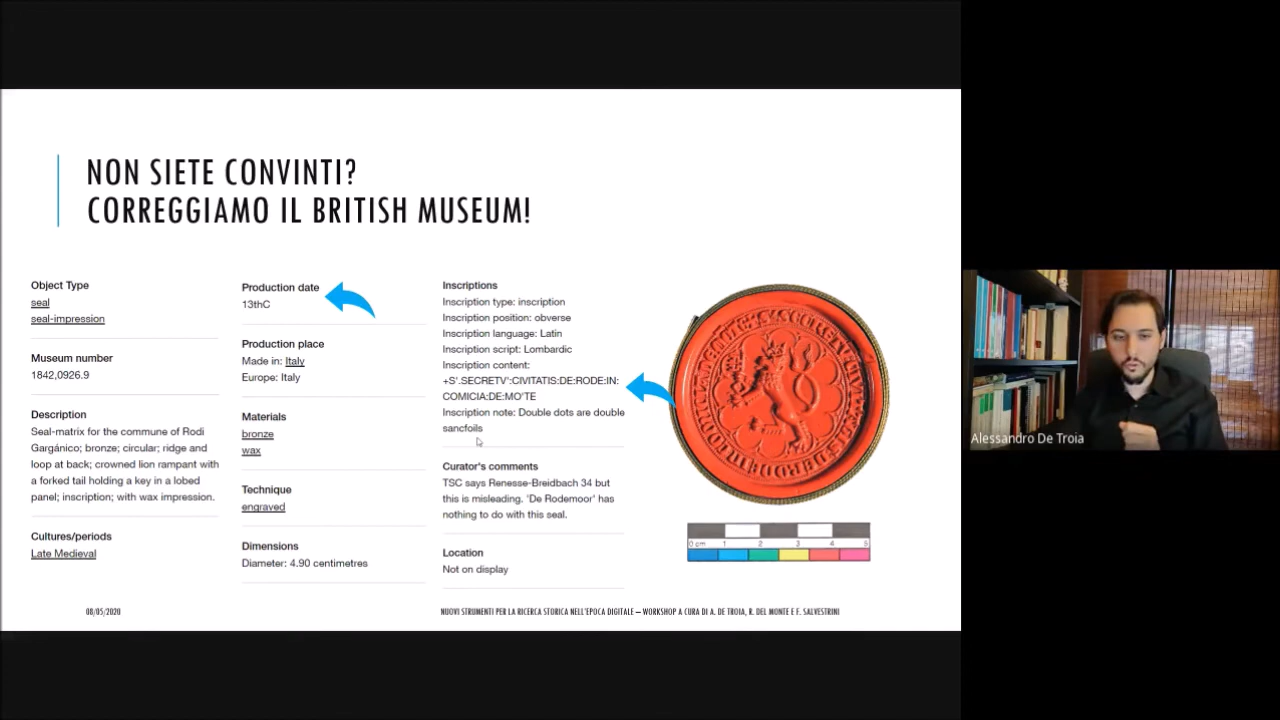 NON SIETE CONVINTI?
CORREGGIAMO IL BRITISH MUSEUM!
Object Type
seal
seal-impression
Museum number
1842,0926.9
Description
Seal-matrix for the commune of Rodi
Gargánico; bronze; circular; ridge and
loop at back; crowned lion rampant with
a forked tail holding a key in a lobed
panel; inscription; with wax impression.
Cultures/periods
Late Medieval
Production date
13thC
Production place
Made in: Italy
Europe: Italy
Materials
bronze
wax
Technique
engraved
Dimensions
Diameter: 4.90 centimetres
Inscriptions
Inscription type: inscription
Inscription position: obverse
Inscription language: Latin
Inscription script: Lombardic
Inscription content:
+S'.SECRETV':CIVITATIS:DE:RODE:IN:
COMICIA:DE:MO'TE
Inscription note: Double dots are double
sancfoils
Curator's comments
TSC says Renesse-Breidbach 34 but
this is misleading. 'De Rodemoor' has
nothing to do with this seal.
Location
Not on display
0 cm 1 2 3 4 5
08/05/2020
NUOVI STRUMENTI PER LA RICERCA STORICA NELL'EPOCA DIGITALE – WORKSHOP A CURA DI A. DE TROIA, R. DEL MONTE E F. SALVESTRINI
Alessandro De Troia